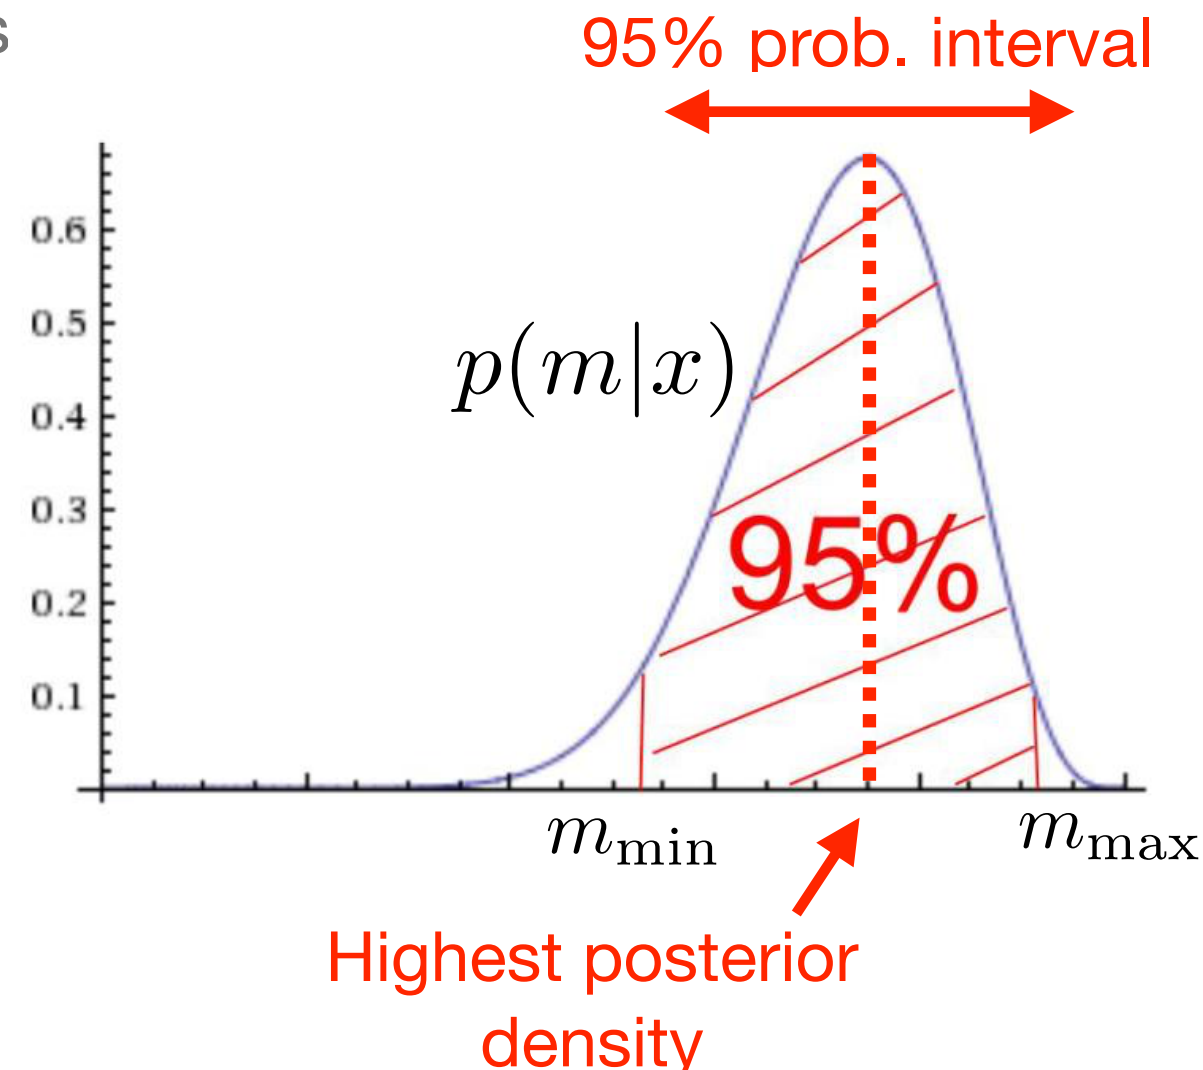 s
95% prob. interval
0.6
0.5
p(m|x)
0.4
0.3
95%
0.2
0.1
m_min
m_max
Highest posterior
density